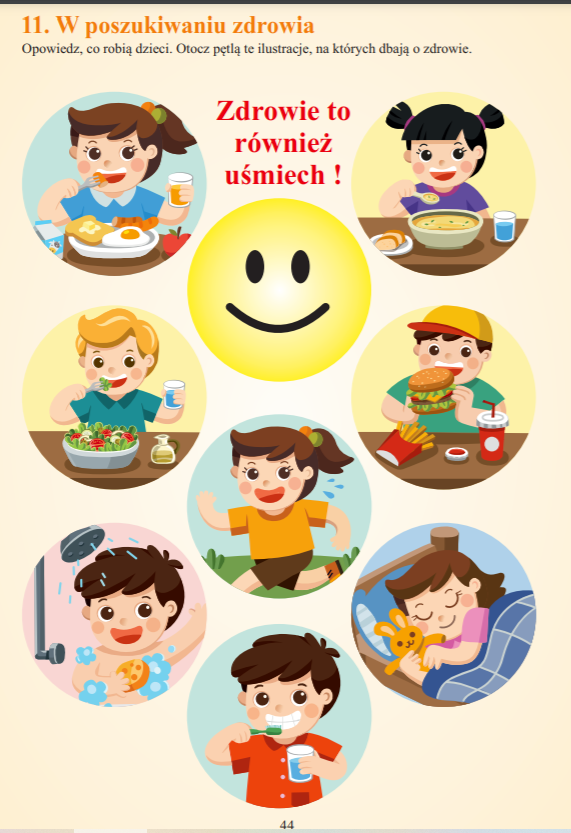 11. W poszukiwaniu zdrowia
Opowiedz, co robią dzieci. Otocz pętlą te ilustracje, na których dbają o zdrowie.
Zdrowie to
również
uśmiech !
44